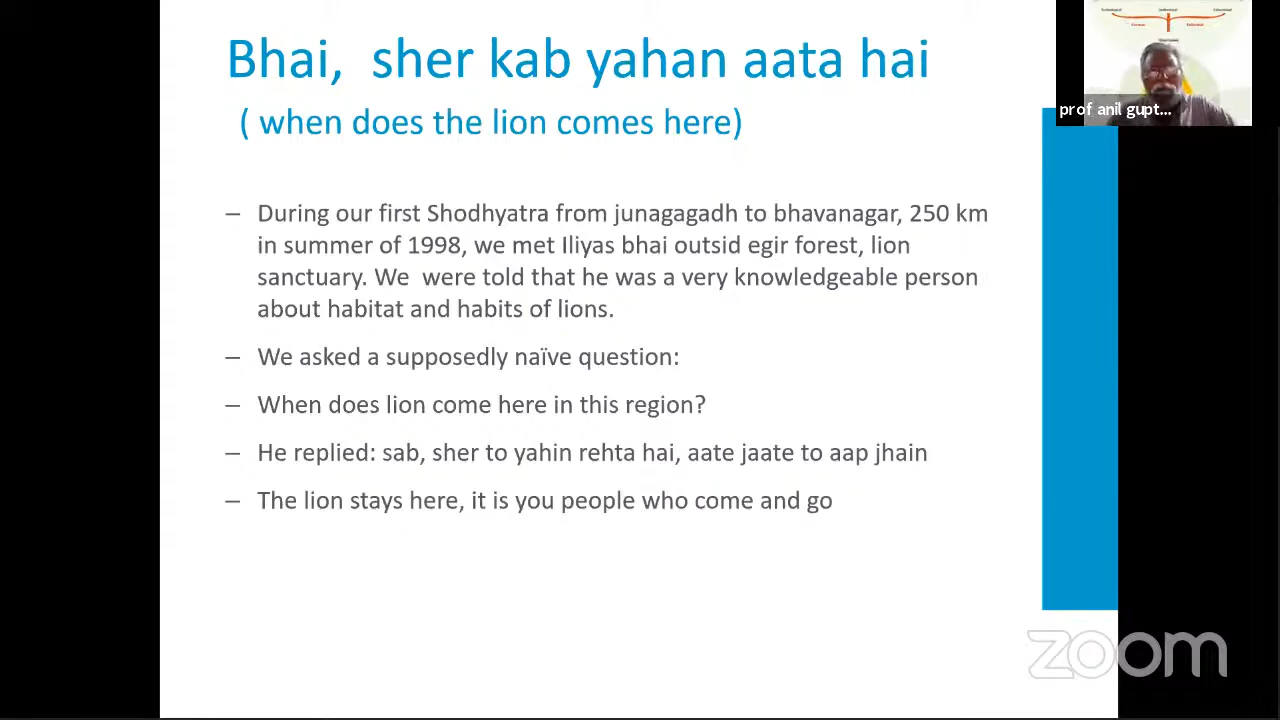 Bhai, sher kab yahan aata hai
( when does the lion comes here)
– During our first Shodhyatra from junagagadh to bhavanagar, 250 km
in summer of 1998, we met Iliyas bhai outsid egir forest, lion
sanctuary. We were told that he was a very knowledgeable person
about habitat and habits of lions.
– We asked a supposedly naïve question:
– When does lion come here in this region?
– He replied: sab, sher to yahin rehta hai, aate jaate to aap jhain
– The lion stays here, it is you people who come and go
prof anil gupt...
zoom